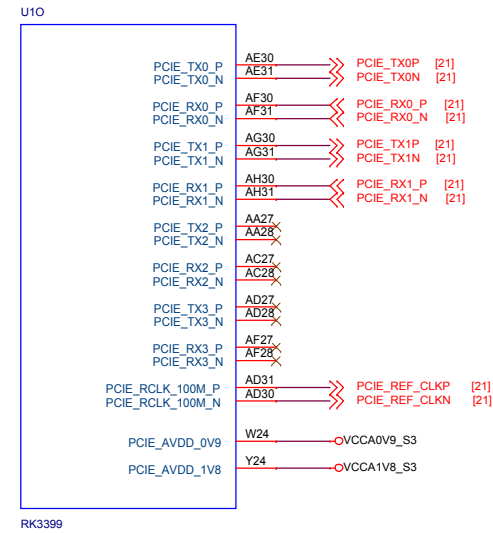 U1O
PCIE_TX0_P AE30 PCIE_TX0P [21]
PCIE_TX0_N AE31 PCIE_TX0N [21]
PCIE_RX0_P AF30 PCIE_RX0_P [21]
PCIE_RX0_N AF31 PCIE_RX0_N [21]
PCIE_TX1_P AG30 PCIE_TX1P [21]
PCIE_TX1_N AG31 PCIE_TX1N [21]
PCIE_RX1_P AH30 PCIE_RX1_P [21]
PCIE_RX1_N AH31 PCIE_RX1_N [21]
PCIE_TX2_P AA27
PCIE_TX2_N AA28
PCIE_RX2_P AC27
PCIE_RX2_N AC28
PCIE_TX3_P AD27
PCIE_TX3_N AD28
PCIE_RX3_P AF27
PCIE_RX3_N AF28
PCIE_RCLK_100M_P AD31 PCIE_REF_CLKP [21]
PCIE_RCLK_100M_N AD30 PCIE_REF_CLKN [21]
PCIE_AVDD_0V9 W24 VCCA0V9_S3
PCIE_AVDD_1V8 Y24 VCCA1V8_S3
RK3399